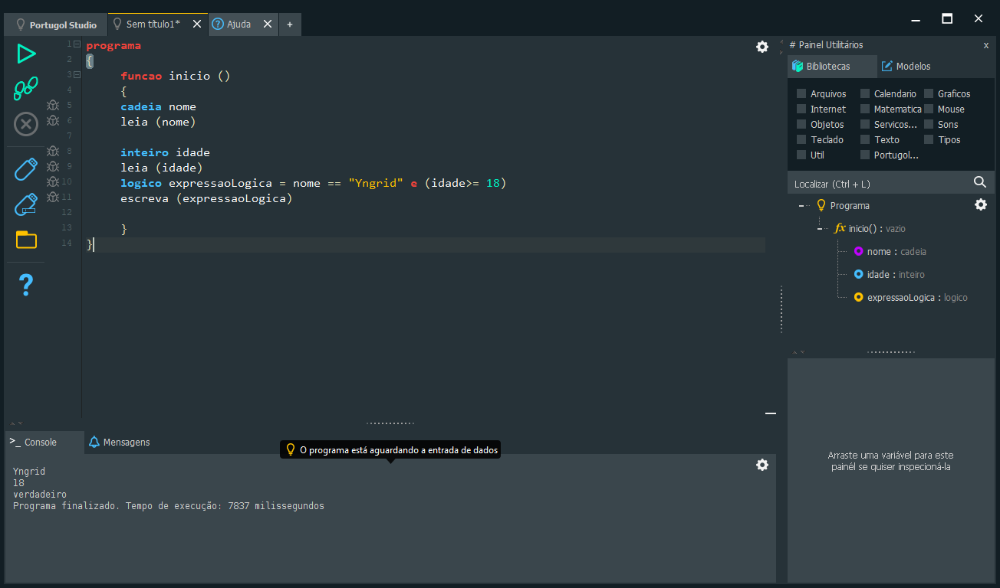 Portugol Studio
Sem título1*
Ajuda
+
1 programa
2 {
3 funcao inicio ()
4 {
5 cadeia nome
6 leia (nome)
7
8 inteiro idade
9 leia (idade)
10 logico expressaoLogica = nome == "Yngrid" e (idade>= 18)
11 escreva (expressaoLogica)
12
13 }
14 }
# Painel Utilitários x
Bibliotecas Modelos
Arquivos Calendario Graficos
Internet Matematica Mouse
Objetos Servicos... Sons
Teclado Texto Tipos
Util Portugol...
Localizar (Ctrl + L)
Programa
fx inicio() : vazio
nome : cadeia
idade : inteiro
expressaoLogica : logico
Arraste uma variável para este
painél se quiser inspecioná-la
>_ Console Mensagens
O programa está aguardando a entrada de dados
Yngrid
18
verdadeiro
Programa finalizado. Tempo de execução: 7837 milissegundos